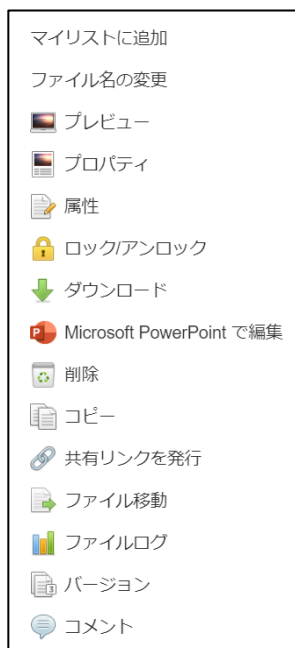 マイリストに追加
ファイル名の変更
プレビュー
プロパティ
属性
ロック/アンロック
ダウンロード
Microsoft PowerPoint で編集
削除
コピー
共有リンクを発行
ファイル移動
ファイルログ
バージョン
コメント